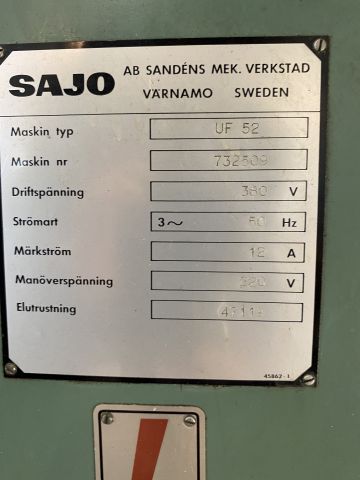 SAJO AB SANDÉNS MEK. VERKSTAD
VÄRNAMO SWEDEN
Maskin typ UF 52
Maskin nr 732509
Driftspänning 380 V
Strömart 3~ 50 Hz
Märkström 12 A
Manöverspänning 220 V
Elutrustning
45862-1